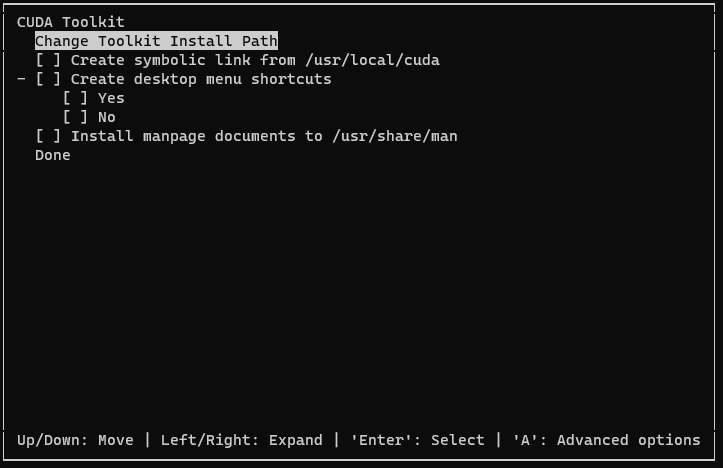 CUDA Toolkit
Change Toolkit Install Path
[ ] Create symbolic link from /usr/local/cuda
- [ ] Create desktop menu shortcuts
[ ] Yes
[ ] No
[ ] Install manpage documents to /usr/share/man
Done
Up/Down: Move | Left/Right: Expand | 'Enter': Select | 'A': Advanced options